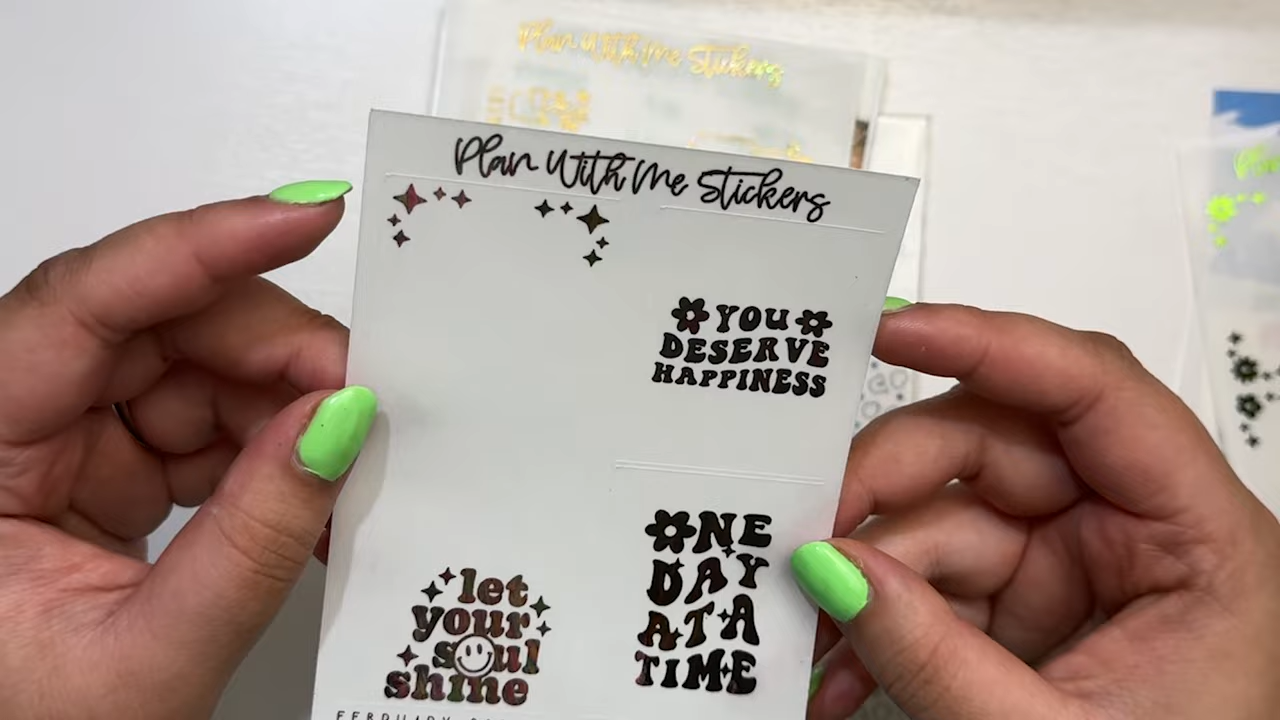 Plan With Me Stickers
Plan With Me Stickers
YOU
DESERVE
HAPPINESS
ONE
DAY
AT A
TIME
let
your
soul
shine